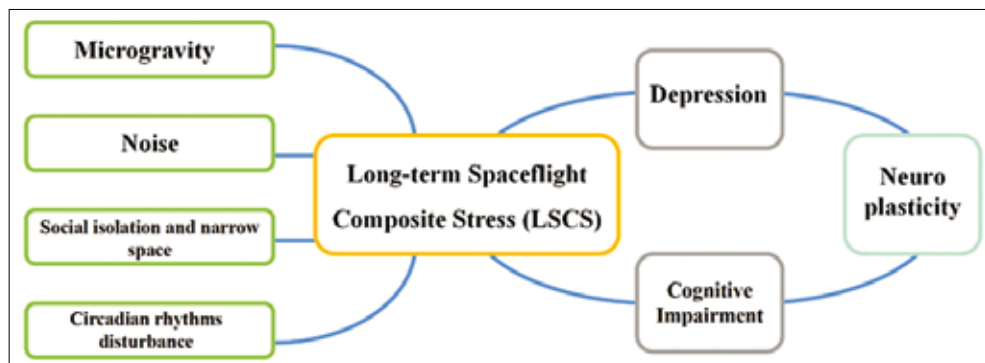 Microgravity
Noise
Social isolation and narrow
space
Circadian rhythms
disturbance
Long-term Spaceflight
Composite Stress (LSCS)
Depression
Cognitive
Impairment
Neuro
plasticity